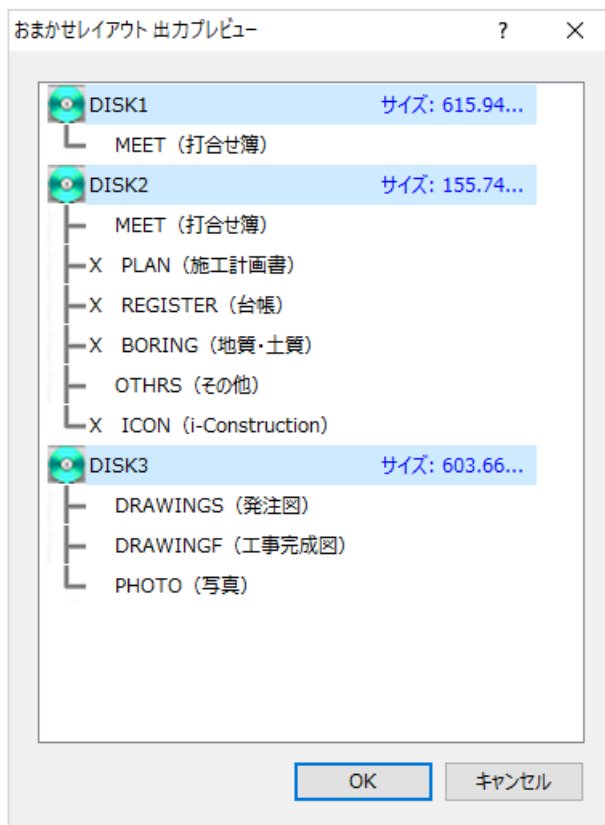 おまかせレイアウト 出力プレビュー ? ×
DISK1 サイズ: 615.94...
MEET（打合せ簿）
DISK2 サイズ: 155.74...
MEET（打合せ簿）
X PLAN（施工計画書）
X REGISTER（台帳）
X BORING（地質・土質）
OTHRS（その他）
X ICON（i-Construction）
DISK3 サイズ: 603.66...
DRAWINGS（発注図）
DRAWINGF（工事完成図）
PHOTO（写真）
OK キャンセル